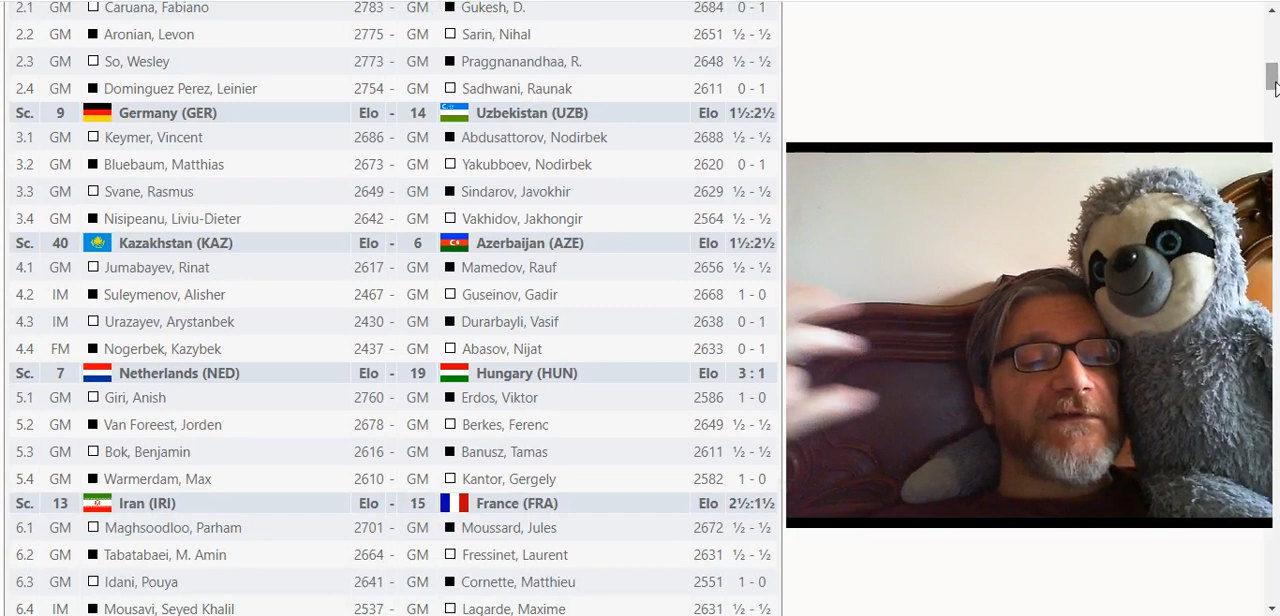 2.1 GM Caruana, Fabiano 2783 - GM Gukesh, D. 2684 0 - 1
2.2 GM Aronian, Levon 2775 - GM Sarin, Nihal 2651 ½ - ½
2.3 GM So, Wesley 2773 - GM Praggnanandhaa, R. 2648 ½ - ½
2.4 GM Dominguez Perez, Leinier 2754 - GM Sadhwani, Raunak 2611 0 - 1
Sc. 9 Germany (GER) Elo - 14 Uzbekistan (UZB) Elo 1½:2½
3.1 GM Keymer, Vincent 2686 - GM Abdusattorov, Nodirbek 2688 ½ - ½
3.2 GM Bluebaum, Matthias 2673 - GM Yakubboev, Nodirbek 2620 0 - 1
3.3 GM Svane, Rasmus 2649 - GM Sindarov, Javokhir 2629 ½ - ½
3.4 GM Nisipeanu, Liviu-Dieter 2642 - GM Vakhidov, Jakhongir 2564 ½ - ½
Sc. 40 Kazakhstan (KAZ) Elo - 6 Azerbaijan (AZE) Elo 1½:2½
4.1 GM Jumabayev, Rinat 2617 - GM Mamedov, Rauf 2656 ½ - ½
4.2 IM Suleymenov, Alisher 2467 - GM Guseinov, Gadir 2668 1 - 0
4.3 IM Urazayev, Arystanbek 2430 - GM Durarbayli, Vasif 2638 0 - 1
4.4 FM Nogerbek, Kazybek 2437 - GM Abasov, Nijat 2633 0 - 1
Sc. 7 Netherlands (NED) Elo - 19 Hungary (HUN) Elo 3 : 1
5.1 GM Giri, Anish 2760 - GM Erdos, Viktor 2586 1 - 0
5.2 GM Van Foreest, Jorden 2678 - GM Berkes, Ferenc 2649 ½ - ½
5.3 GM Bok, Benjamin 2616 - GM Banusz, Tamas 2611 ½ - ½
5.4 GM Warmerdam, Max 2610 - GM Kantor, Gergely 2582 1 - 0
Sc. 13 Iran (IRI) Elo - 15 France (FRA) Elo 2½:1½
6.1 GM Maghsoodloo, Parham 2701 - GM Moussard, Jules 2672 ½ - ½
6.2 GM Tabatabaei, M. Amin 2664 - GM Fressinet, Laurent 2631 ½ - ½
6.3 GM Idani, Pouya 2641 - GM Cornette, Matthieu 2551 1 - 0
6.4 IM Mousavi, Seyed Khalil 2537 - GM Lagarde, Maxime 2631 ½ - ½